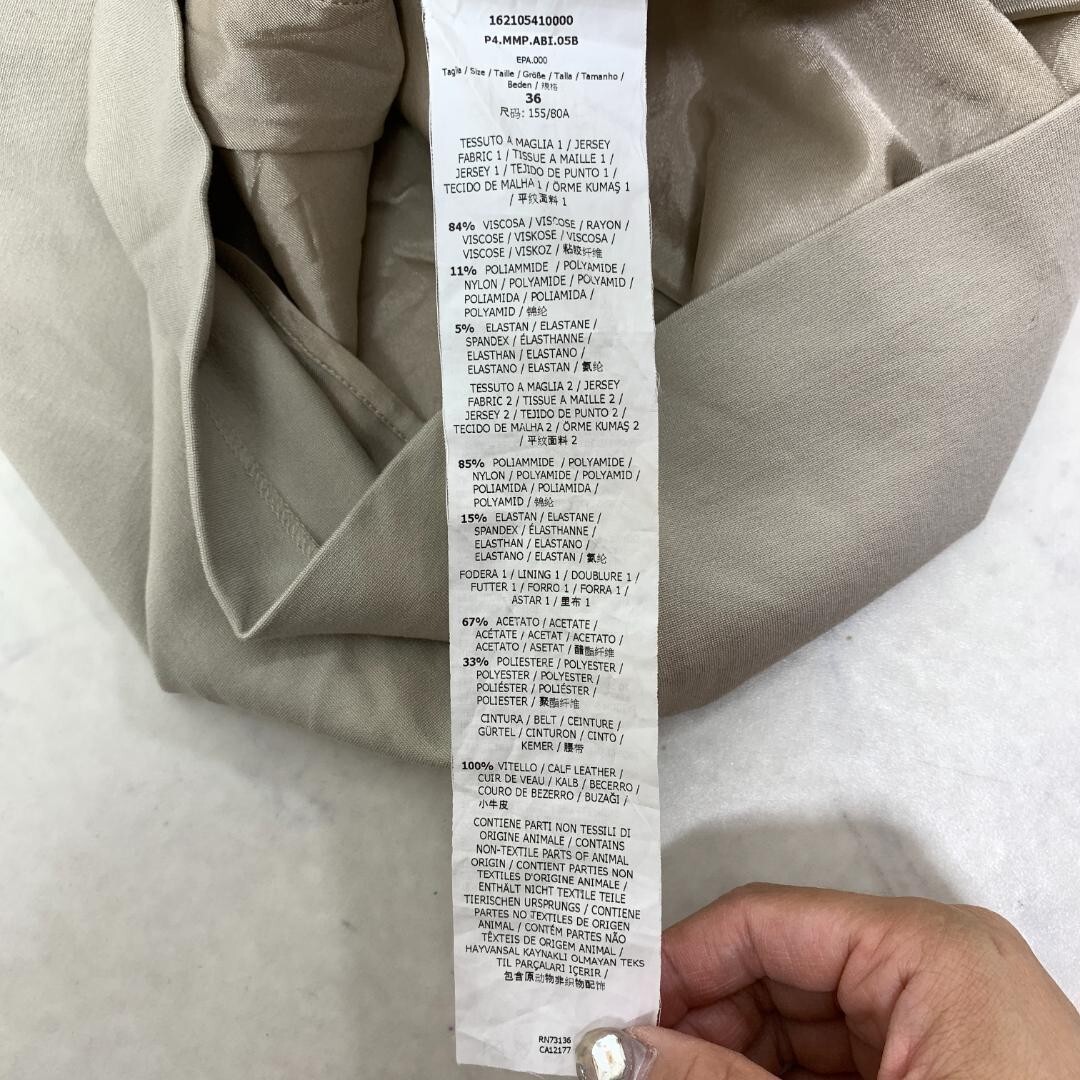 162105410000
P4.MMP.ABI.05B
EPA.000
Taglia / Size / Taille / Größe / Talla / Tamanho /
Beden / 規格
36
尺码: 155/80A
TESSUTO A MAGLIA 1 / JERSEY
FABRIC 1 / TISSUE A MAILLE 1 /
JERSEY 1 / TEJIDO DE PUNTO 1 /
TECIDO DE MALHA 1 / ÖRME KUMAŞ 1
/ 平纹面料 1
84% VISCOSA / VISCOSE / RAYON /
VISCOSE / VISKOSE / VISCOSA /
VISCOSE / VISKOZ / 粘胶纤维
11% POLIAMMIDE / POLYAMIDE /
NYLON / POLYAMIDE / POLYAMID /
POLIAMIDA / POLIAMIDA /
POLYAMID / 锦纶
5% ELASTAN / ELASTANE /
SPANDEX / ÉLASTHANNE /
ELASTHAN / ELASTANO /
ELASTANO / ELASTAN / 氨纶
TESSUTO A MAGLIA 2 / JERSEY
FABRIC 2 / TISSUE A MAILLE 2 /
JERSEY 2 / TEJIDO DE PUNTO 2 /
TECIDO DE MALHA 2 / ÖRME KUMAŞ 2
/ 平纹面料 2
85% POLIAMMIDE / POLYAMIDE /
NYLON / POLYAMIDE / POLYAMID /
POLIAMIDA / POLIAMIDA /
POLYAMID / 锦纶
15% ELASTAN / ELASTANE /
SPANDEX / ÉLASTHANNE /
ELASTHAN / ELASTANO /
ELASTANO / ELASTAN / 氨纶
FODERA 1 / LINING 1 / DOUBLURE 1 /
FUTTER 1 / FORRO 1 / FORRA 1 /
ASTAR 1 / 里布 1
67% ACETATO / ACETATE /
ACÉTATE / ACETAT / ACETATO /
ACETATO / ASETAT / 醋酯纤维
33% POLIESTERE / POLYESTER /
POLYESTER / POLYESTER /
POLIÉSTER / POLIÉSTER /
POLIESTER / 聚酯纤维
CINTURA / BELT / CEINTURE /
GÜRTEL / CINTURON / CINTO /
KEMER / 腰带
100% VITELLO / CALF LEATHER /
CUIR DE VEAU / KALB / BECERRO /
COURO DE BEZERRO / BUZAĞI /
小牛皮
CONTIENE PARTI NON TESSILI DI
ORIGINE ANIMALE / CONTAINS
NON-TEXTILE PARTS OF ANIMAL
ORIGIN / CONTIENT PARTIES NON
TEXTILES D'ORIGINE ANIMALE /
ENTHÄLT NICHT TEXTILE TEILE
TIERISCHEN URSPRUNGS / CONTIENE
PARTES NO TEXTILES DE ORIGEN
ANIMAL / CONTÉM PARTES NÃO
TÊXTEIS DE ORIGEM ANIMAL /
HAYVANSAL KAYNAKLI OLMAYAN TEKS
TIL PARÇALARI İÇERİR /
包含原动物非织物配饰
RN73136
CA12177